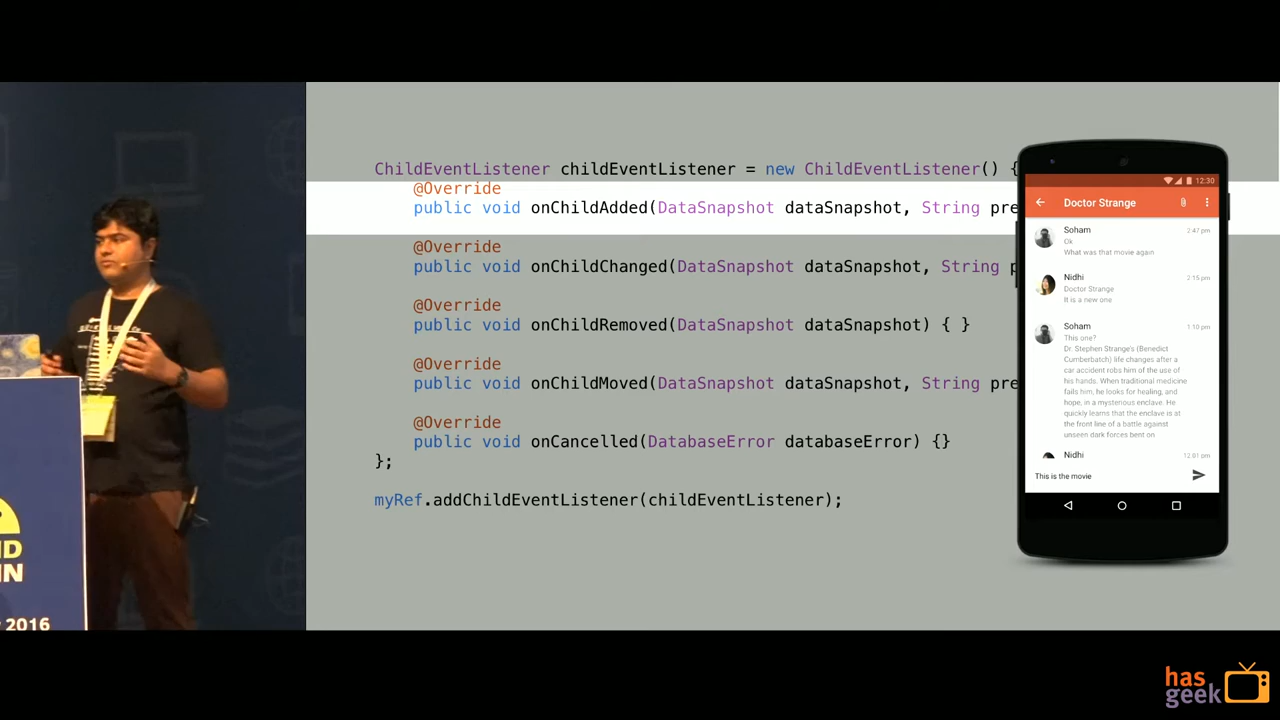 ChildEventListener childEventListener = new ChildEventListener() {
@Override
public void onChildAdded(DataSnapshot dataSnapshot, String pre
@Override
public void onChildChanged(DataSnapshot dataSnapshot, String p
@Override
public void onChildRemoved(DataSnapshot dataSnapshot) { }
@Override
public void onChildMoved(DataSnapshot dataSnapshot, String pre
@Override
public void onCancelled(DatabaseError databaseError) {}
};
myRef.addChildEventListener(childEventListener);
12:30
Doctor Strange
Soham 2:47 pm
Ok
What was that movie again
Nidhi 2:15 pm
Doctor Strange
It is a new one
Soham 1:10 pm
This one?
Dr. Stephen Strange's (Benedict
Cumberbatch) life changes after a
car accident robs him of the use of
his hands. When traditional medicine
fails him, he looks for healing, and
hope, in a mysterious enclave. He
quickly learns that the enclave is at
the front line of a battle against
unseen dark forces bent on
Nidhi 12:01 pm
This is the movie
ND
IN
2016
has
geek